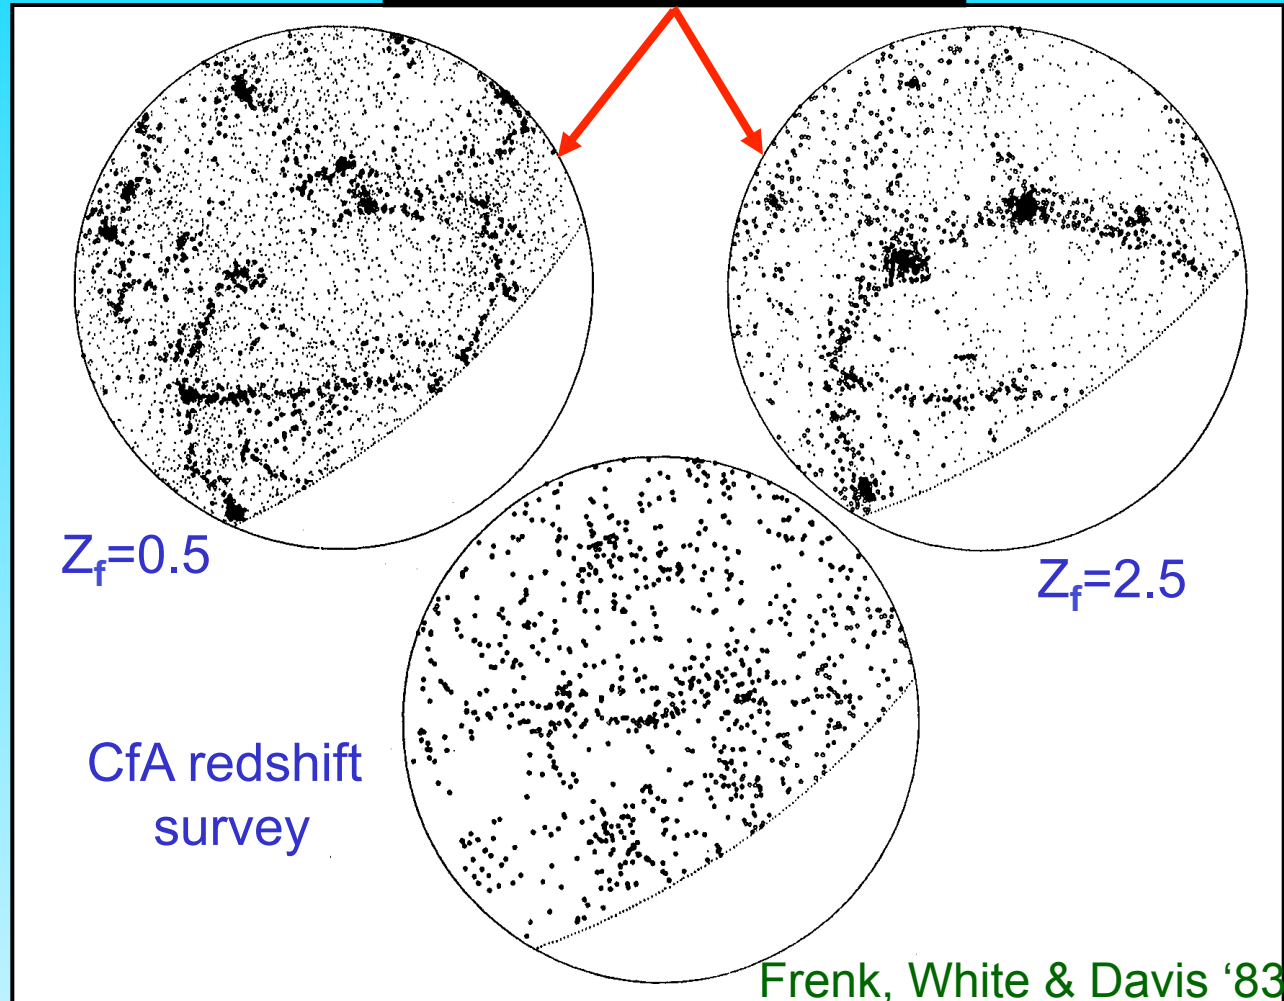 Z_f=0.5
Z_f=2.5
CfA redshift
survey
Frenk, White & Davis ‘83